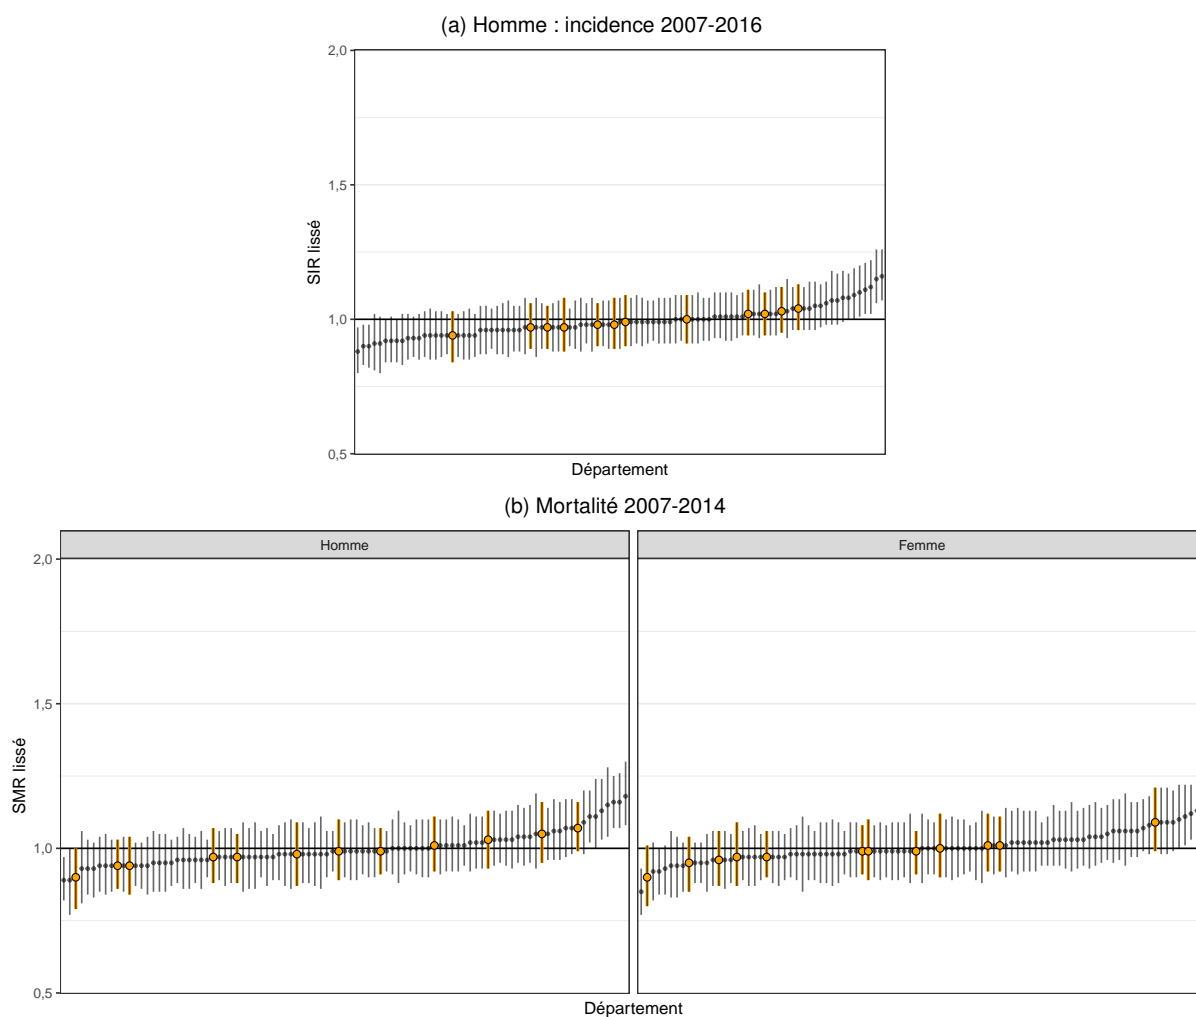 (a) Homme : incidence 2007-2016
2,0
1,5
1,0
0,5
SIR lissé
Département
(b) Mortalité 2007-2014
Homme
Femme
2,0
1,5
1,0
0,5
SMR lissé
Département